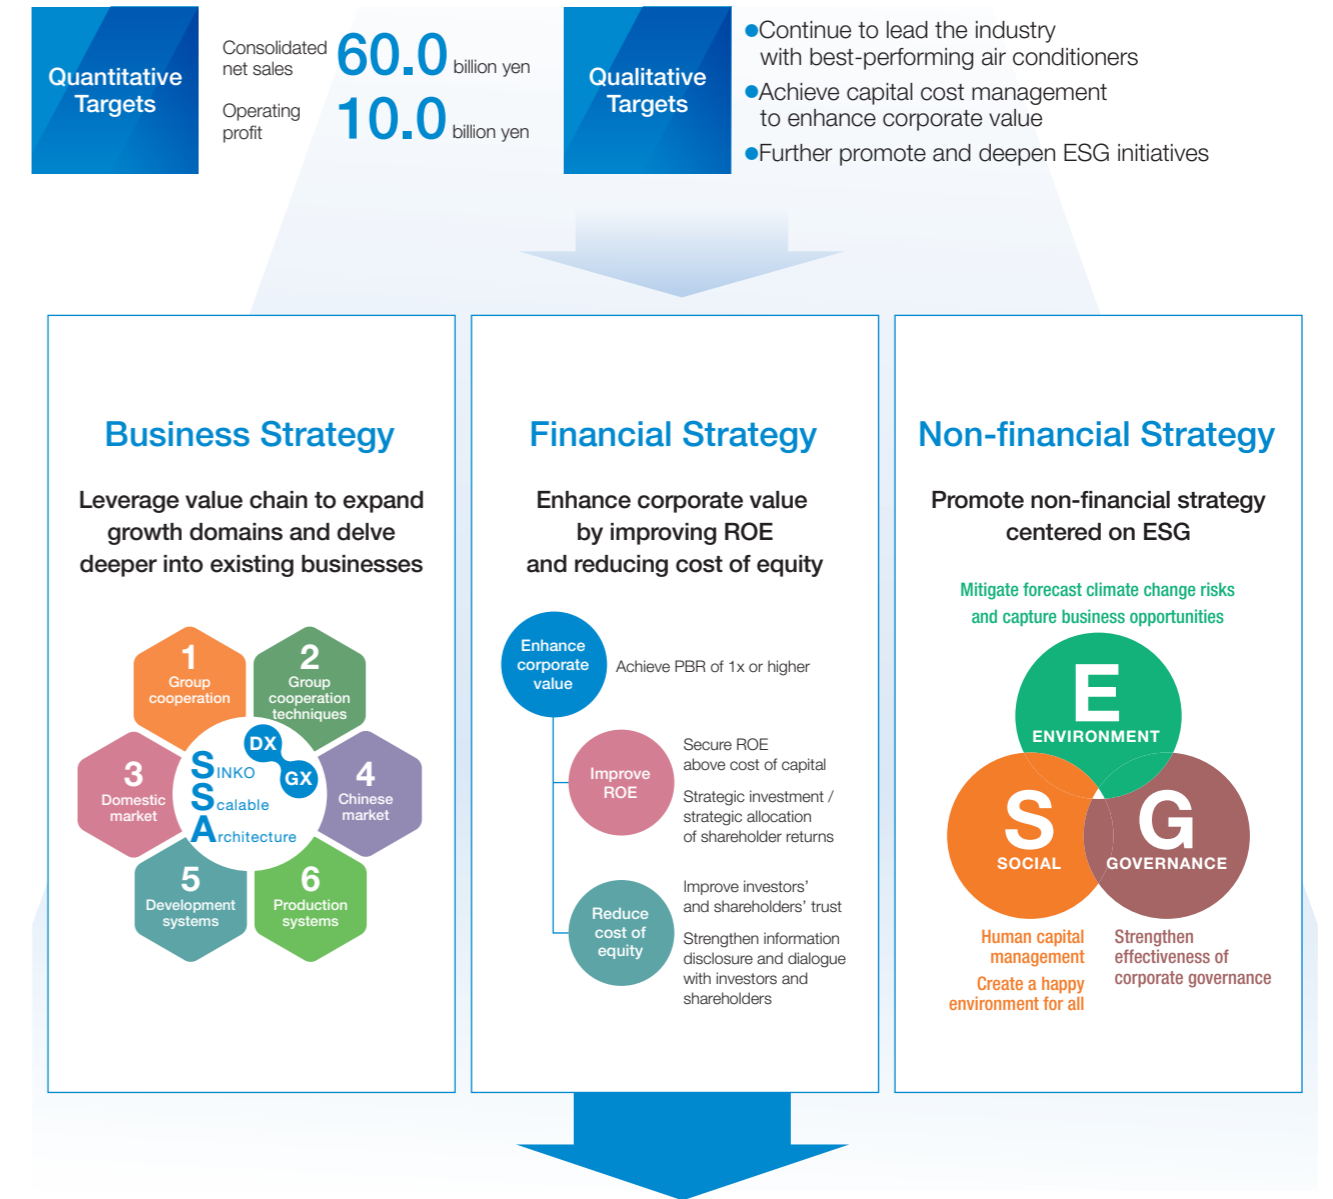 Quantitative
Targets
Consolidated
net sales
60.0 billion yen
Operating
profit
10.0 billion yen
Qualitative
Targets
●Continue to lead the industry
with best-performing air conditioners
●Achieve capital cost management
to enhance corporate value
●Further promote and deepen ESG initiatives
Business Strategy
Leverage value chain to expand
growth domains and delve
deeper into existing businesses
1
Group
cooperation
2
Group
cooperation
techniques
3
Domestic
market
SINKO
Scalable
Architecture
DX
GX
4
Chinese
market
5
Development
systems
6
Production
systems
Financial Strategy
Enhance corporate value
by improving ROE
and reducing cost of equity
Enhance
corporate
value
Achieve PBR of 1x or higher
Improve
ROE
Secure ROE
above cost of capital
Strategic investment /
strategic allocation
of shareholder returns
Reduce
cost of
equity
Improve investors’
and shareholders’ trust
Strengthen information
disclosure and dialogue
with investors and
shareholders
Non-financial Strategy
Promote non-financial strategy
centered on ESG
Mitigate forecast climate change risks
and capture business opportunities
E
ENVIRONMENT
S
SOCIAL
G
GOVERNANCE
Human capital
management
Create a happy
environment for all
Strengthen
effectiveness of
corporate governance